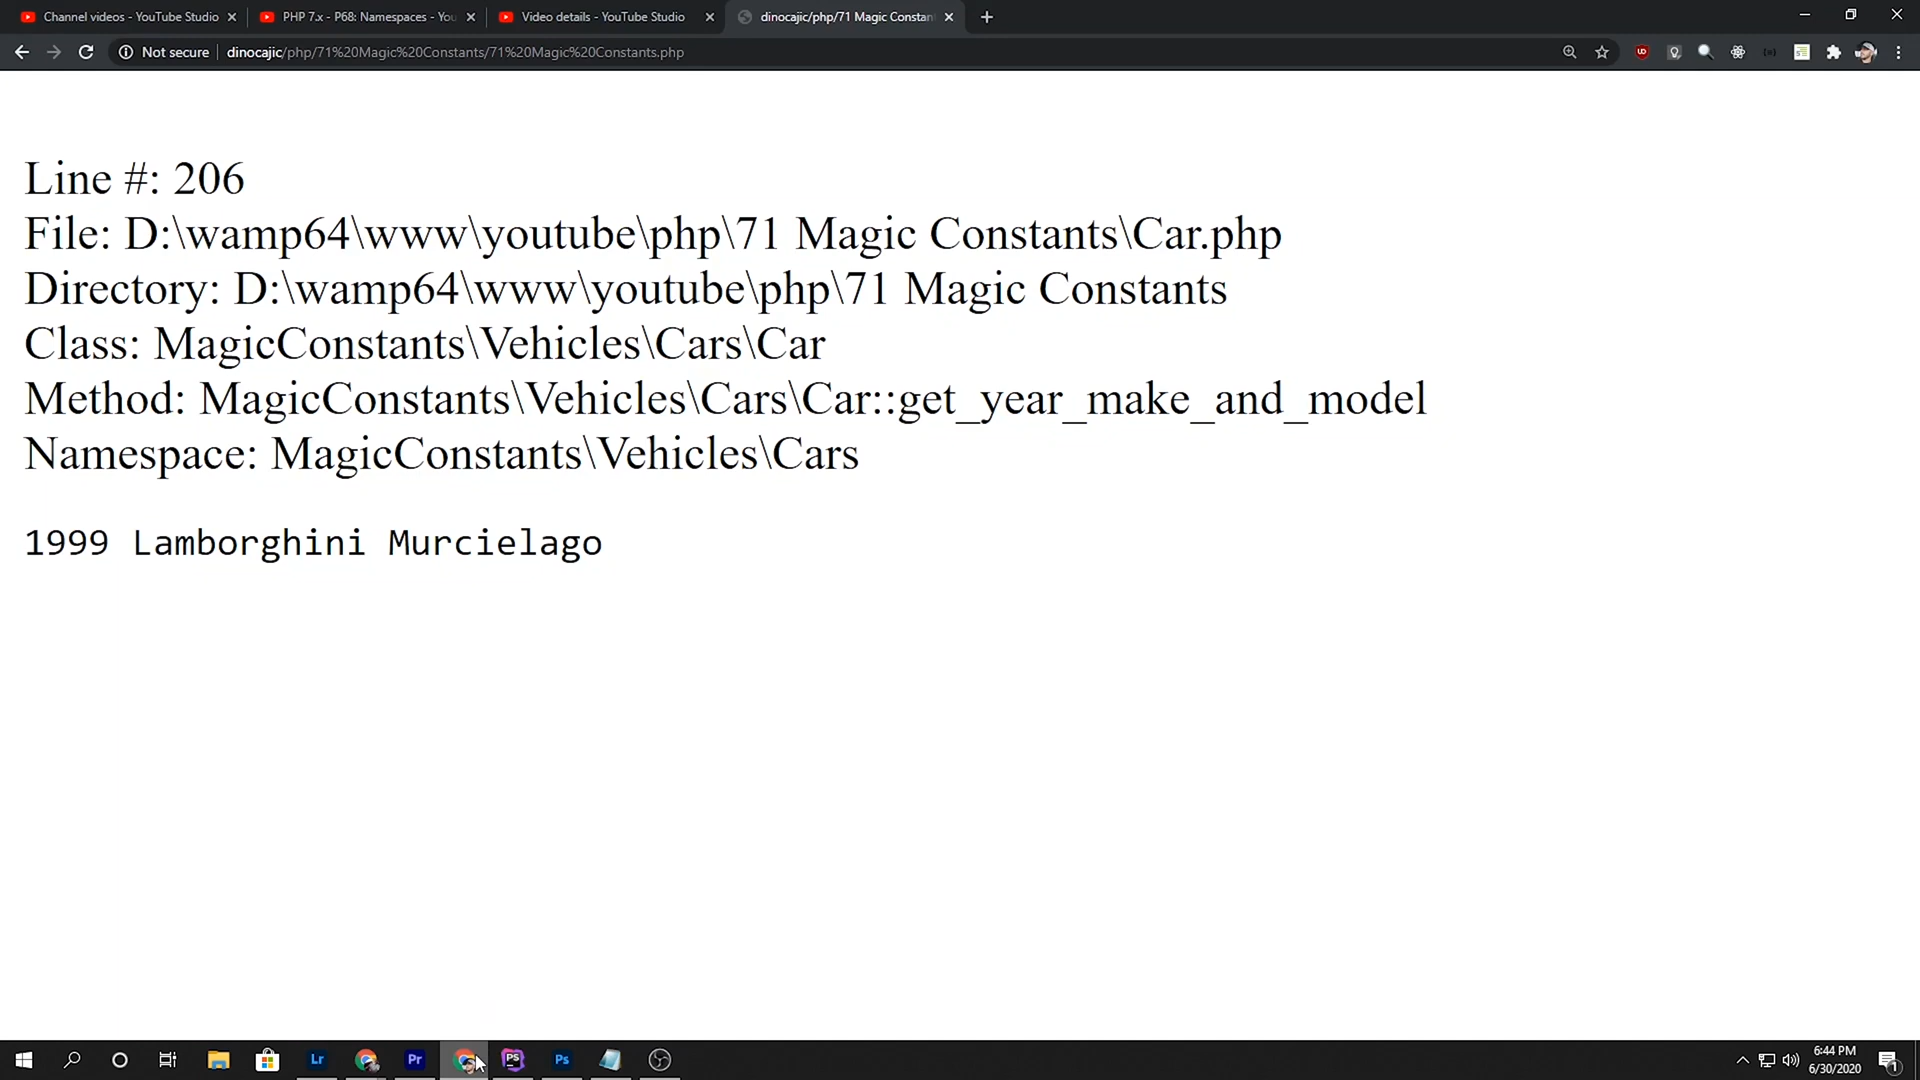 Channel videos - YouTube Studio
PHP 7.x - P68: Namespaces - You
Video details - YouTube Studio
dinocajic/php/71 Magic Constan
Not secure
dinocajic/php/71%20Magic%20Constants/71%20Magic%20Constants.php
Line #: 206
File: D:\wamp64\www\youtube\php\71 Magic Constants\Car.php
Directory: D:\wamp64\www\youtube\php\71 Magic Constants
Class: MagicConstants\Vehicles\Cars\Car
Method: MagicConstants\Vehicles\Cars\Car::get_year_make_and_model
Namespace: MagicConstants\Vehicles\Cars
1999 Lamborghini Murcielago
Lr
Pr
PS
Ps
6:44 PM
6/30/2020
1